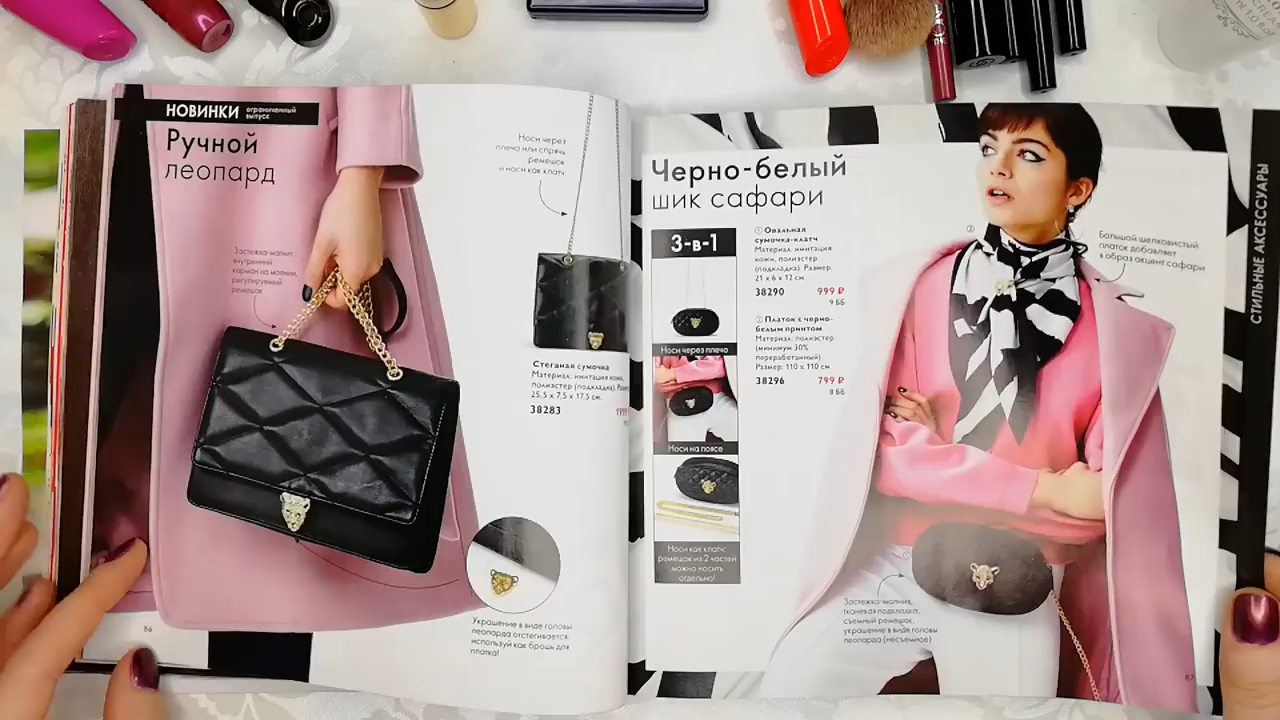 НОВИНКИ ограниченный
выпуск
Ручной
леопард
Застежка-магнит
внутренний
карман на молнии,
регулируемый
ремешок
Носи через
плечо или спрячь
ремешок
и носи как клатч
Стеганая сумочка
Материал: имитация кожи,
полиэстер (подкладка). Разм
25,5 x 7,5 x 17,5 см.
38283 1999
Украшение в виде головы
леопарда отстегивается:
используй как брошь для
платка!
86
Черно-белый
шик сафари
3-в-1
Носи через плечо
Носи на поясе
Носи как клатч:
ремешок из 2 частей
можно носить
отдельно!
① Овальная
сумочка-клатч
Материал: имитация
кожи, полиэстер
(подкладка). Размер:
21 x 6 x 12 см.
38290 999 ₽
9 ББ
② Платок с черно-
белым принтом
Материал: полиэстер
(минимум 30%
переработанный)
Размер: 110 x 110 см
38296 799 ₽
8 ББ
②
Большой шелковистый
платок добавляет
в образ акцент сафари
Застежка-молния,
тканевая подкладка,
съемный ремешок,
украшение в виде головы
леопарда (несъемное)
87
СТИЛЬНЫЕ АКСЕССУАРЫ